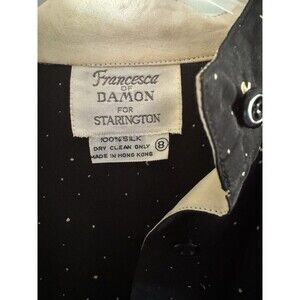 Francesca
OF
DAMON
FOR
STARINGTON
100% SILK
DRY CLEAN ONLY 8
MADE IN HONG KONG